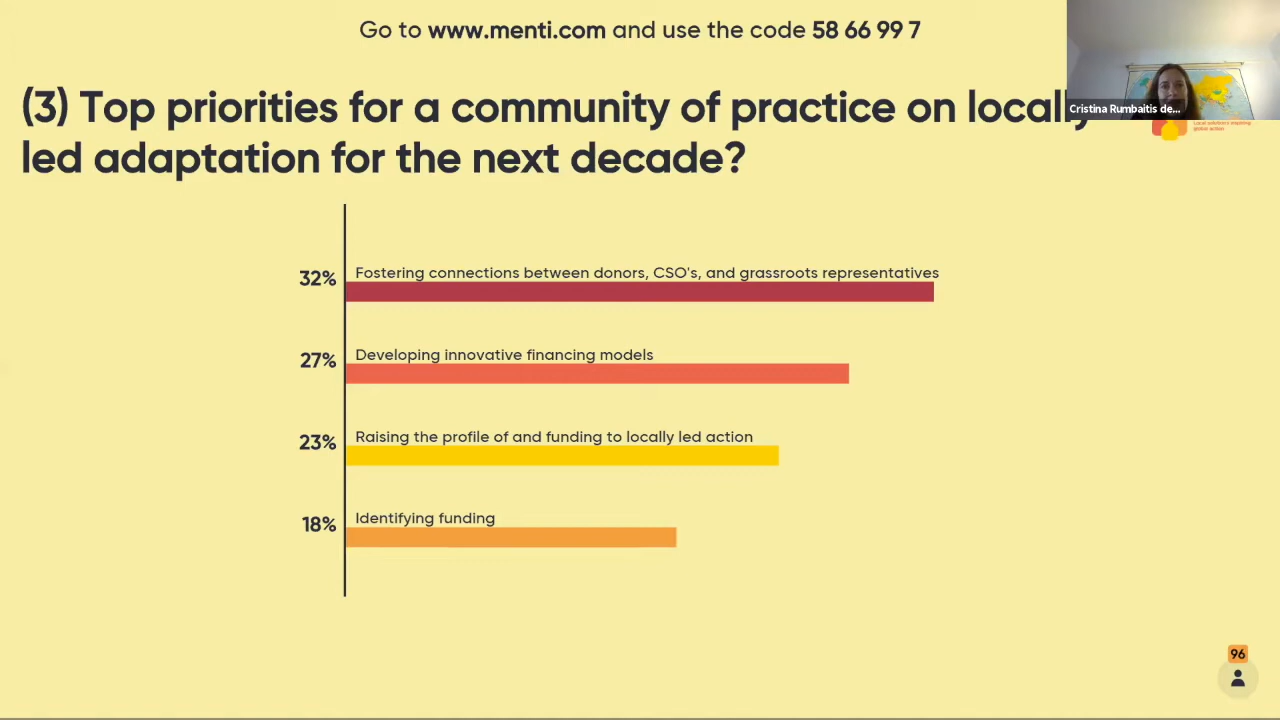 Go to www.menti.com and use the code 58 66 99 7
Cristina Rumbaitis de...
(3) Top priorities for a community of practice on locally
led adaptation for the next decade?
global action
32%
Fostering connections between donors, CSO's, and grassroots representatives
27%
Developing innovative financing models
23%
Raising the profile of and funding to locally led action
18%
Identifying funding
96